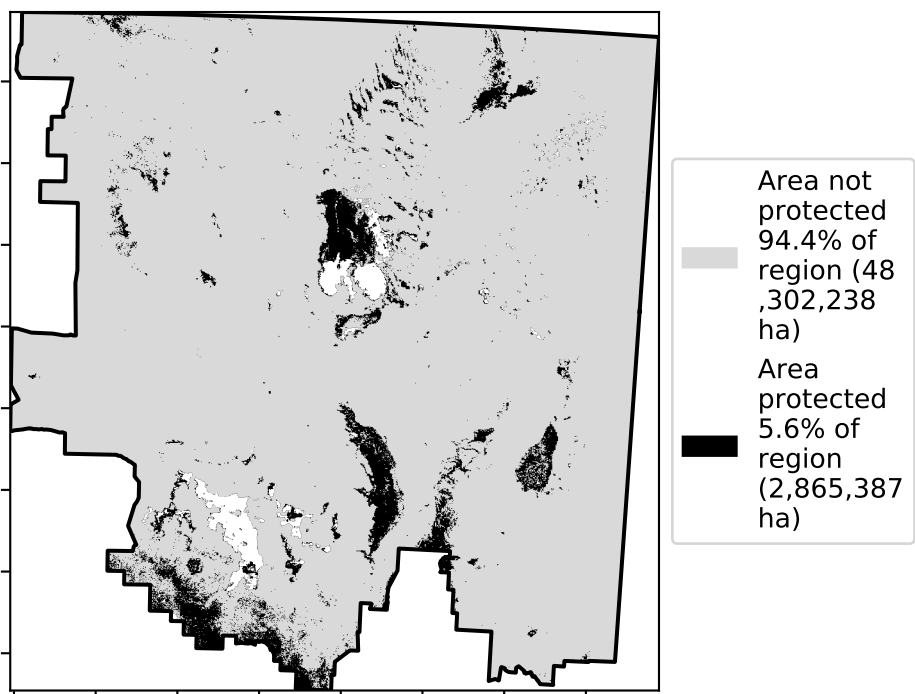 Area not
protected
94.4% of
region (48
,302,238
ha)
Area
protected
5.6% of
region
(2,865,387
ha)